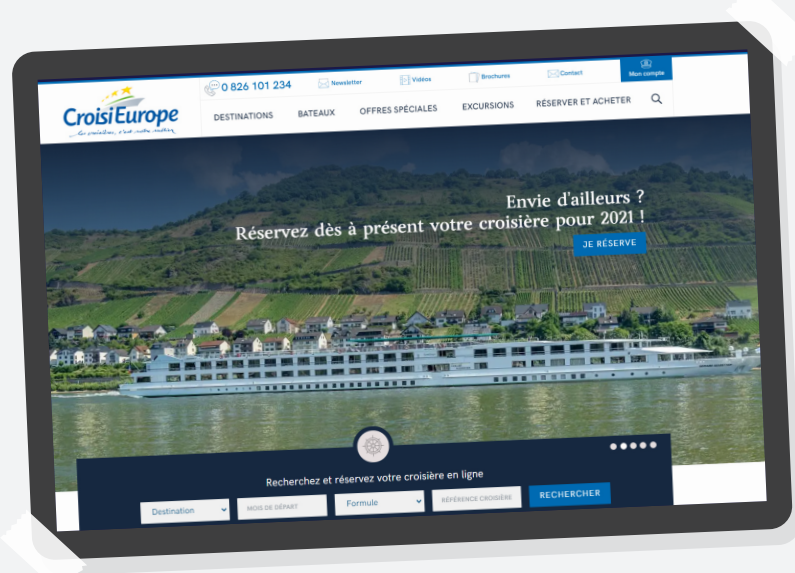 0 826 101 234
Newsletter
Vidéos
Brochures
Contact
Mon compte
CroisiEurope
DESTINATIONS
BATEAUX
OFFRES SPÉCIALES
EXCURSIONS
RÉSERVER ET ACHETER
Envie d'ailleurs ?
Réservez dès à présent votre croisière pour 2021 !
JE RÉSERVE
Recherchez et réservez votre croisière en ligne
Destination
MOIS DE DÉPART
Formule
RÉFÉRENCE CROISIÈRE
RECHERCHER